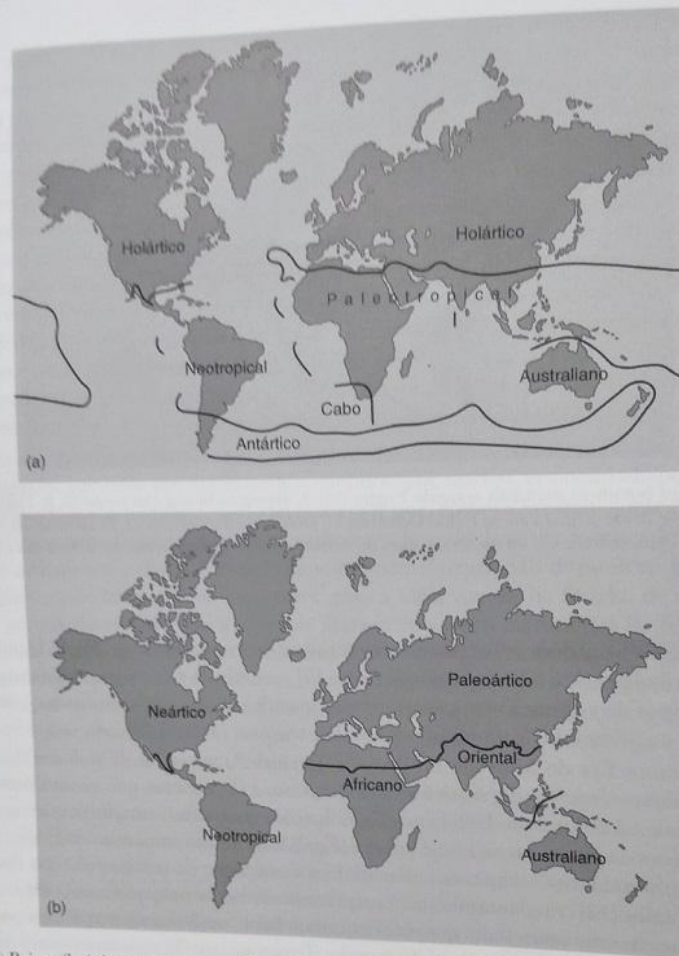 Holártico
Holártico
Paleotropical
Neotropical
Australiano
Cabo
Antártico
(a)
Paleoártico
Neártico
Oriental
Africano
Neotropical
Australiano
(b)